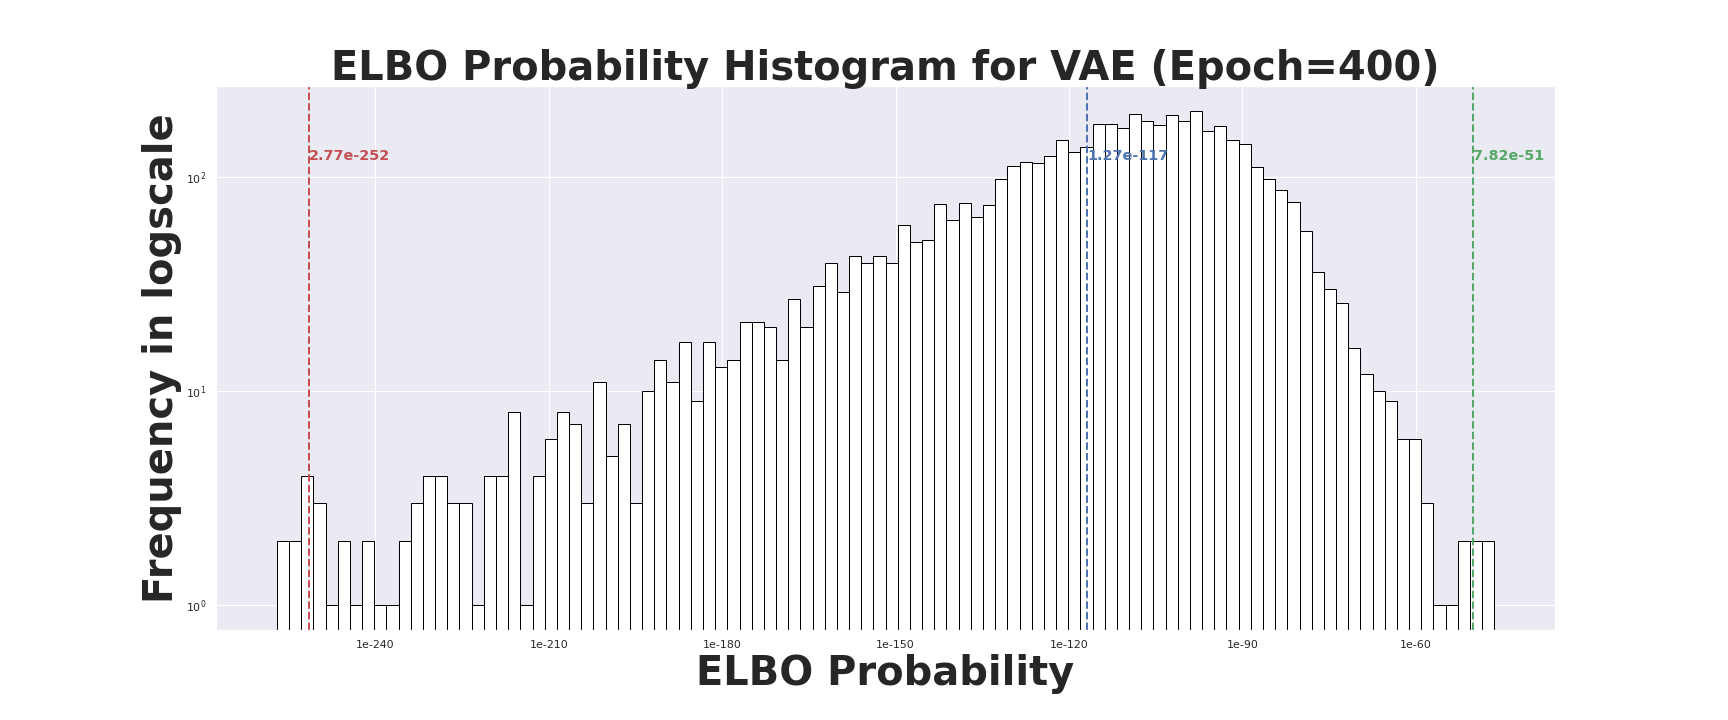 ELBO Probability Histogram for VAE (Epoch=400)
Frequency in logscale
2.77e-252
1.27e-117
7.82e-51
10²
10¹
10⁰
1e-240 1e-210 1e-180 1e-150 1e-120 1e-90 1e-60
ELBO Probability